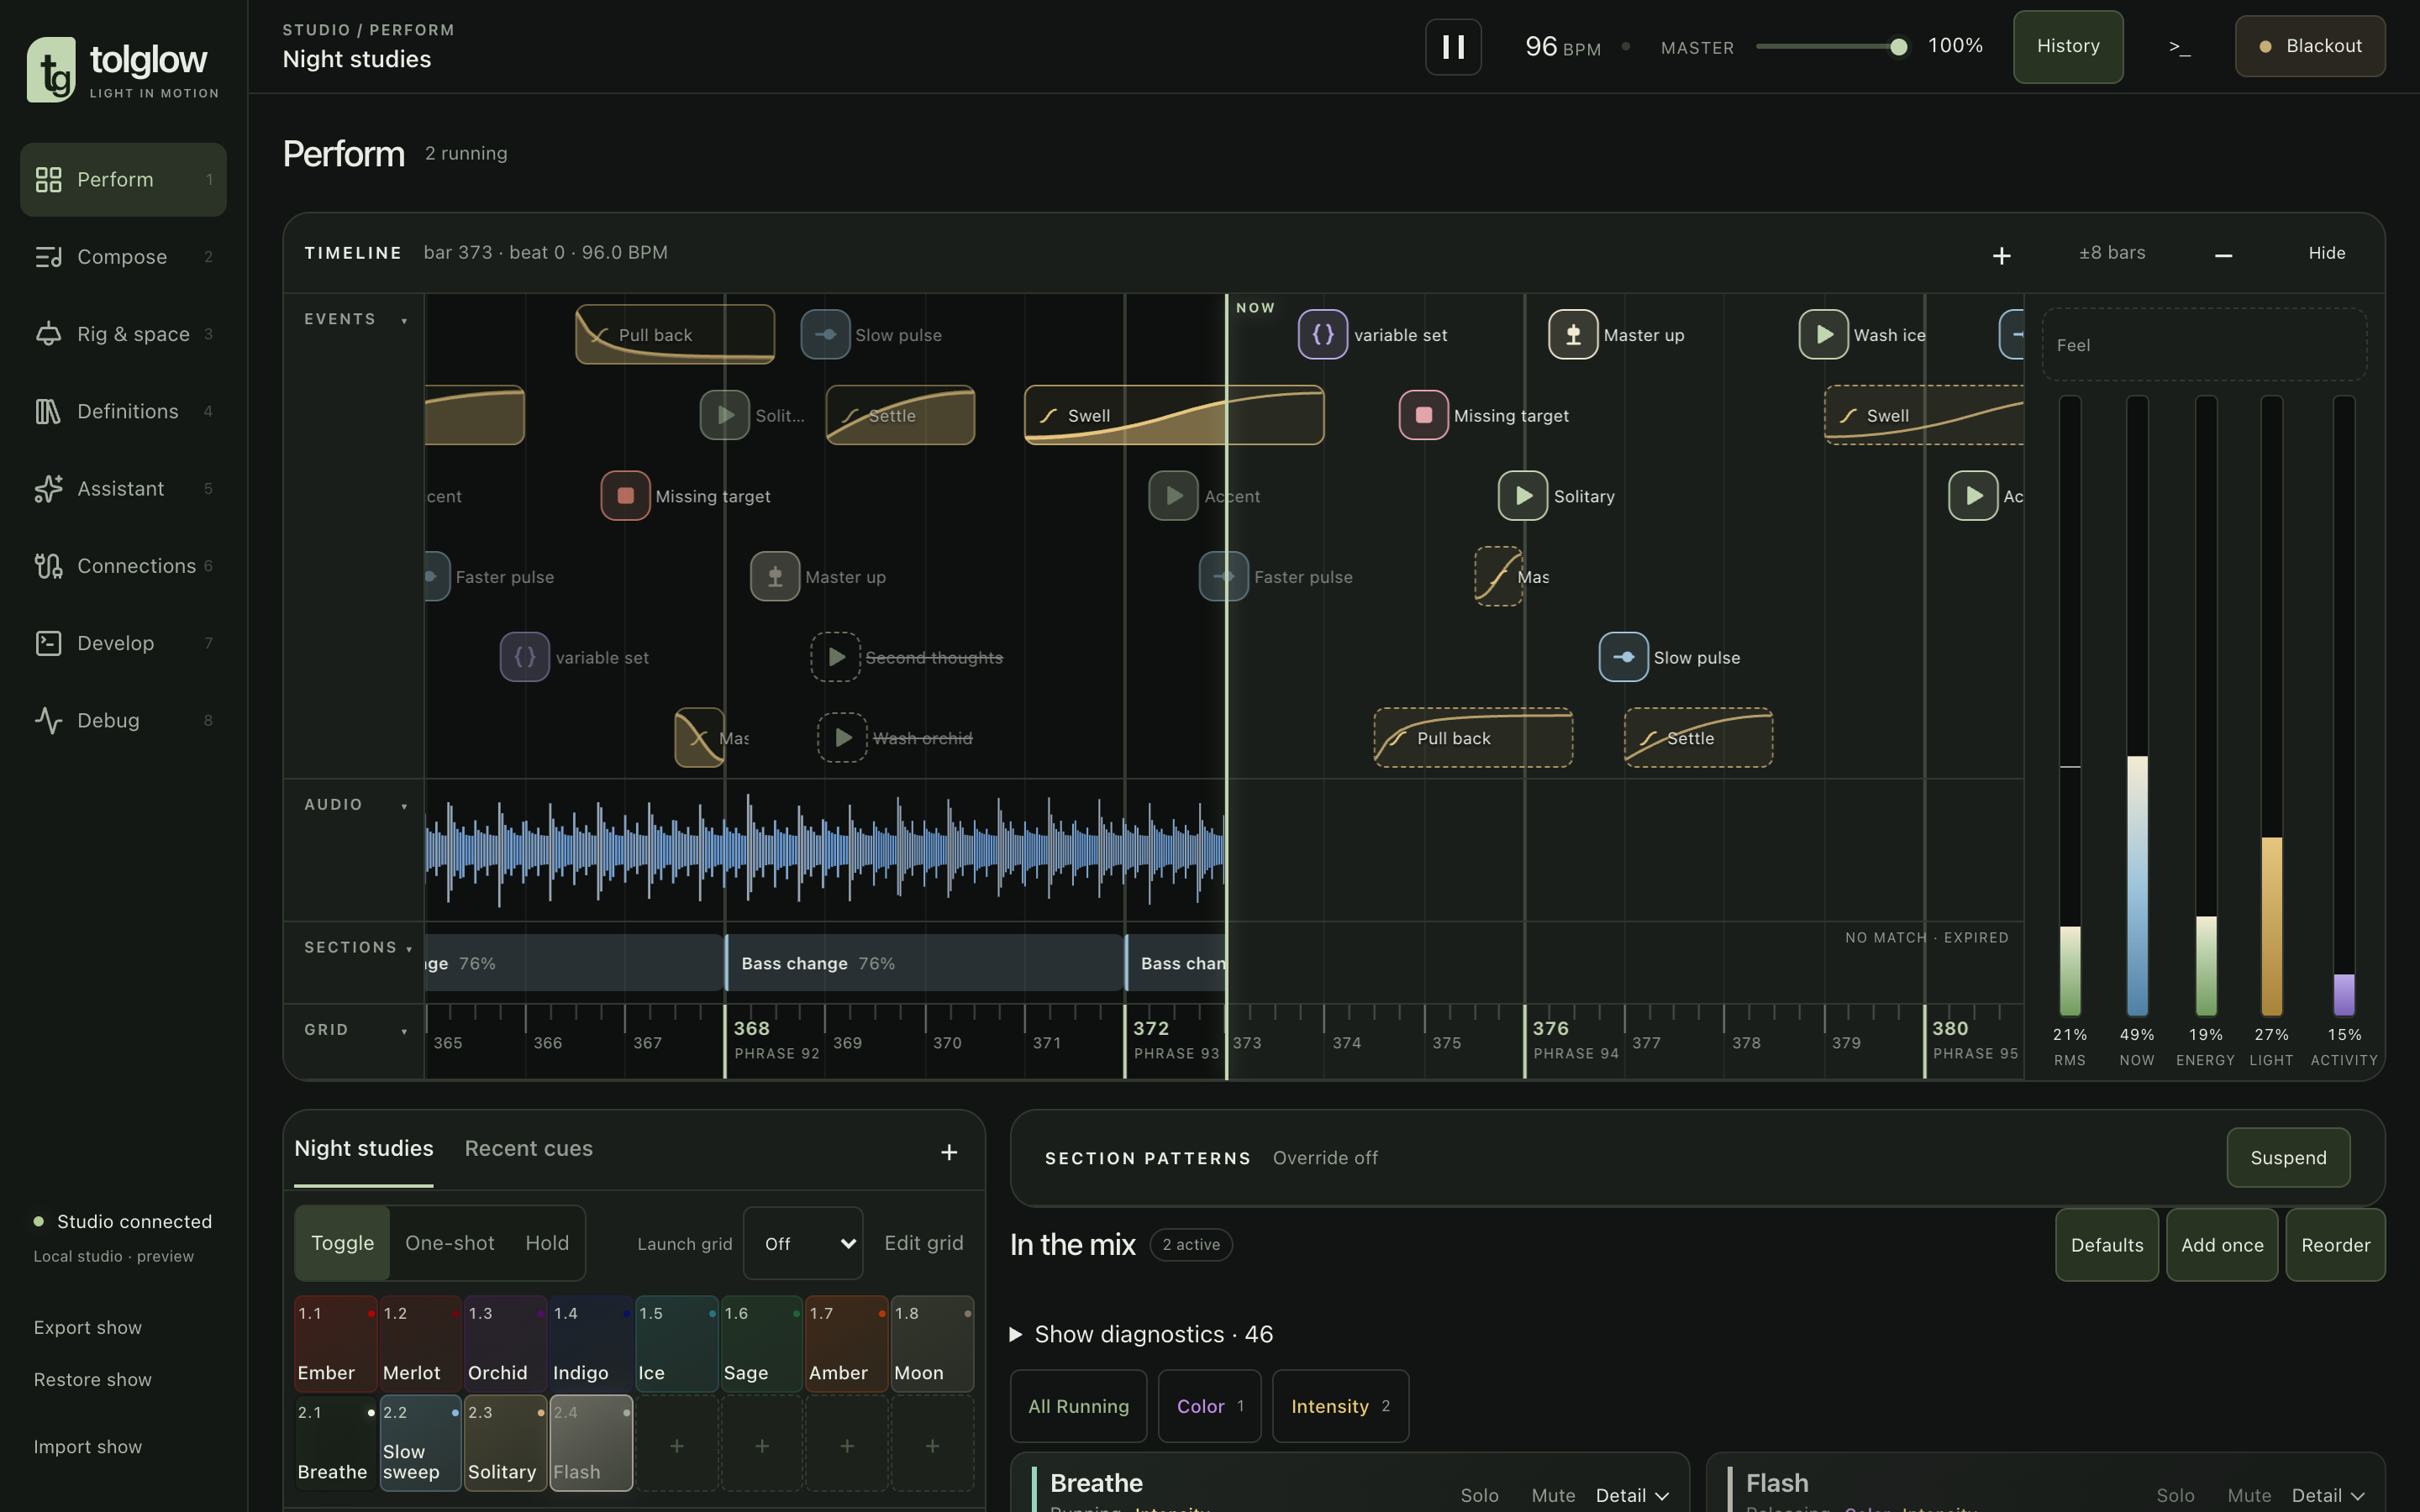 STUDIO / PERFORM
tg tolglow
LIGHT IN MOTION
Night studies
96 BPM
MASTER
100%
History
>_
Blackout
Perform 1
Compose 2
Rig & space 3
Definitions 4
Assistant 5
Connections 6
Develop 7
Debug 8
Studio connected
Local studio · preview
Export show
Restore show
Import show
Perform 2 running
TIMELINE bar 373 · beat 0 · 96.0 BPM
+ ±8 bars − Hide
EVENTS
NOW
Pull back
Slow pulse
{} variable set
Master up
Wash ice
Solit...
Settle
Swell
Missing target
Swell
cent
Missing target
Accent
Solitary
Ac
Faster pulse
Master up
Faster pulse
Mas
{} variable set
Second thoughts
Slow pulse
Mas
Wash orchid
Pull back
Settle
AUDIO
SECTIONS
ge 76%
Bass change 76%
Bass chan
NO MATCH · EXPIRED
GRID
365 366 367 368 369 370 371 372 373 374 375 376 377 378 379 380
PHRASE 92 PHRASE 93 PHRASE 94 PHRASE 95
Feel
21% 49% 19% 27% 15%
RMS NOW ENERGY LIGHT ACTIVITY
Night studies Recent cues +
Toggle One-shot Hold
Launch grid Off Edit grid
1.1 1.2 1.3 1.4 1.5 1.6 1.7 1.8
Ember Merlot Orchid Indigo Ice Sage Amber Moon
2.1 2.2 2.3 2.4
Breathe Slow sweep Solitary Flash + + + +
SECTION PATTERNS Override off
Suspend
In the mix 2 active
Defaults Add once Reorder
Show diagnostics · 46
All Running
Color 1
Intensity 2
Breathe
Solo Mute Detail
Running Intensity
Flash
Solo Mute Detail
Releasing Color Intensity